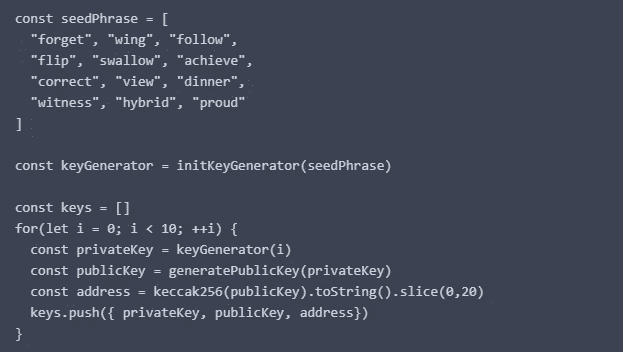 const seedPhrase = [
"forget", "wing", "follow",
"flip", "swallow", "achieve",
"correct", "view", "dinner",
"witness", "hybrid", "proud"
]
const keyGenerator = initKeyGenerator(seedPhrase)
const keys = []
for(let i = 0; i < 10; ++i) {
const privateKey = keyGenerator(i)
const publicKey = generatePublicKey(privateKey)
const address = keccak256(publicKey).toString().slice(0,20)
keys.push({ privateKey, publicKey, address})
}